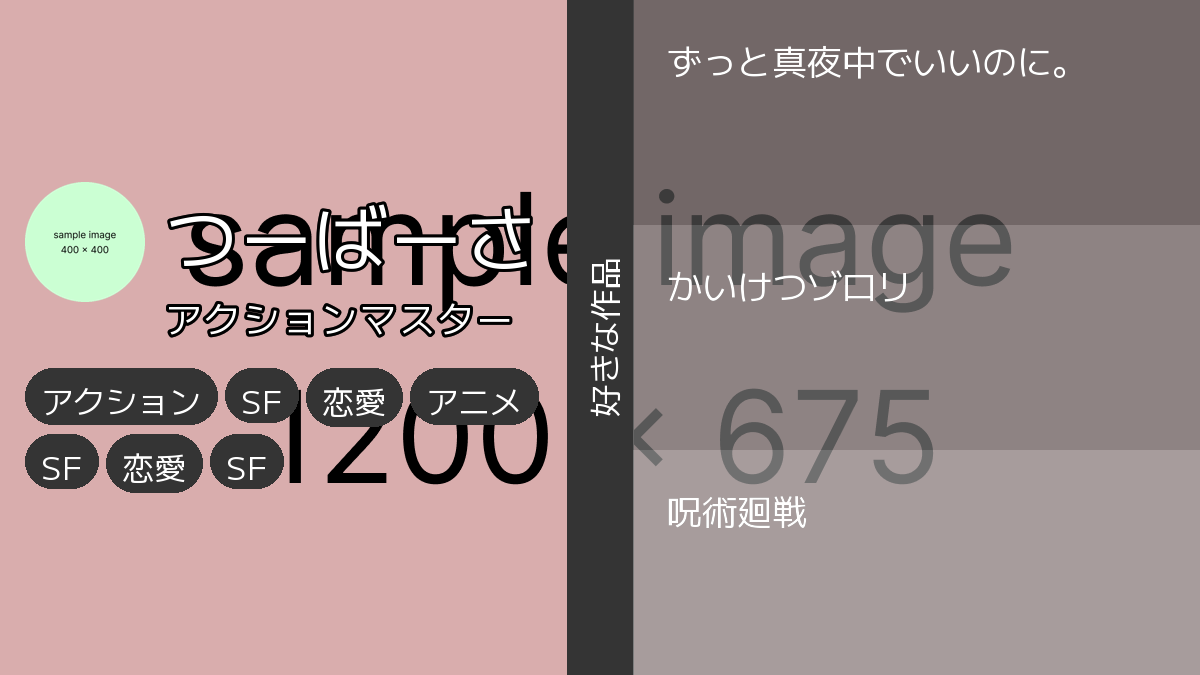 sample image
400 × 400
つーばーさ
アクションマスター
アクション SF 恋愛 アニメ
SF 恋愛 SF
sample image
1200 × 675
好きな作品
ずっと真夜中でいいのに。
かいけつゾロリ
呪術廻戦